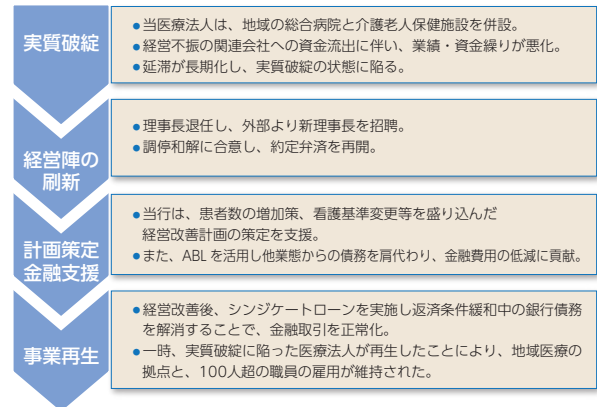 実質破綻
●当医療法人は、地域の総合病院と介護老人保健施設を併設。
●経営不振の関連会社への資金流出に伴い、業績・資金繰りが悪化。
●延滞が長期化し、実質破綻の状態に陥る。
経営陣の
刷新
●理事長退任し、外部より新理事長を招聘。
●調停和解に合意し、約定弁済を再開。
計画策定
金融支援
●当行は、患者数の増加策、看護基準変更等を盛り込んだ
経営改善計画の策定を支援。
●また、ABLを活用し他業態からの債務を肩代わり、金融費用の低減に貢献。
事業再生
●経営改善後、シンジケートローンを実施し返済条件緩和中の銀行債務
を解消することで、金融取引を正常化。
●一時、実質破綻に陥った医療法人が再生したことにより、地域医療の
拠点と、100人超の職員の雇用が維持された。